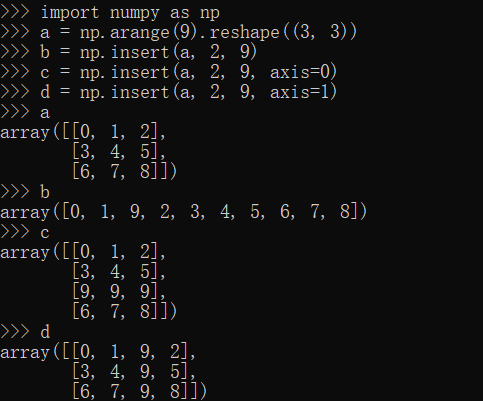 >>> import numpy as np
>>> a = np.arange(9).reshape((3, 3))
>>> b = np.insert(a, 2, 9)
>>> c = np.insert(a, 2, 9, axis=0)
>>> d = np.insert(a, 2, 9, axis=1)
>>> a
array([[0, 1, 2],
       [3, 4, 5],
       [6, 7, 8]])
>>> b
array([0, 1, 9, 2, 3, 4, 5, 6, 7, 8])
>>> c
array([[0, 1, 2],
       [3, 4, 5],
       [9, 9, 9],
       [6, 7, 8]])
>>> d
array([[0, 1, 9, 2],
       [3, 4, 9, 5],
       [6, 7, 9, 8]])